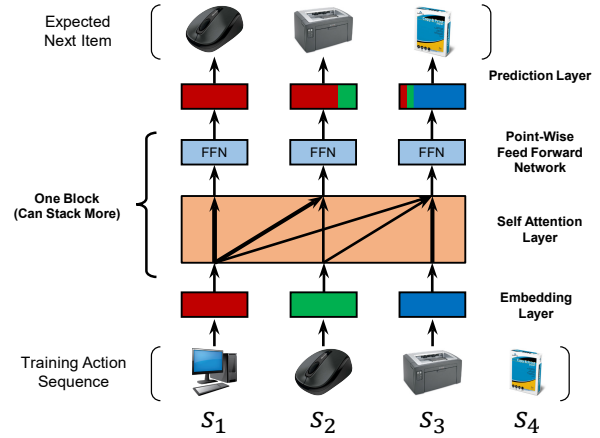 Expected
Next Item
Prediction Layer
FFN
FFN
FFN
Point-Wise
Feed Forward
Network
One Block
(Can Stack More)
Self Attention
Layer
Embedding
Layer
Training Action
Sequence
s₁
s₂
s₃
s₄